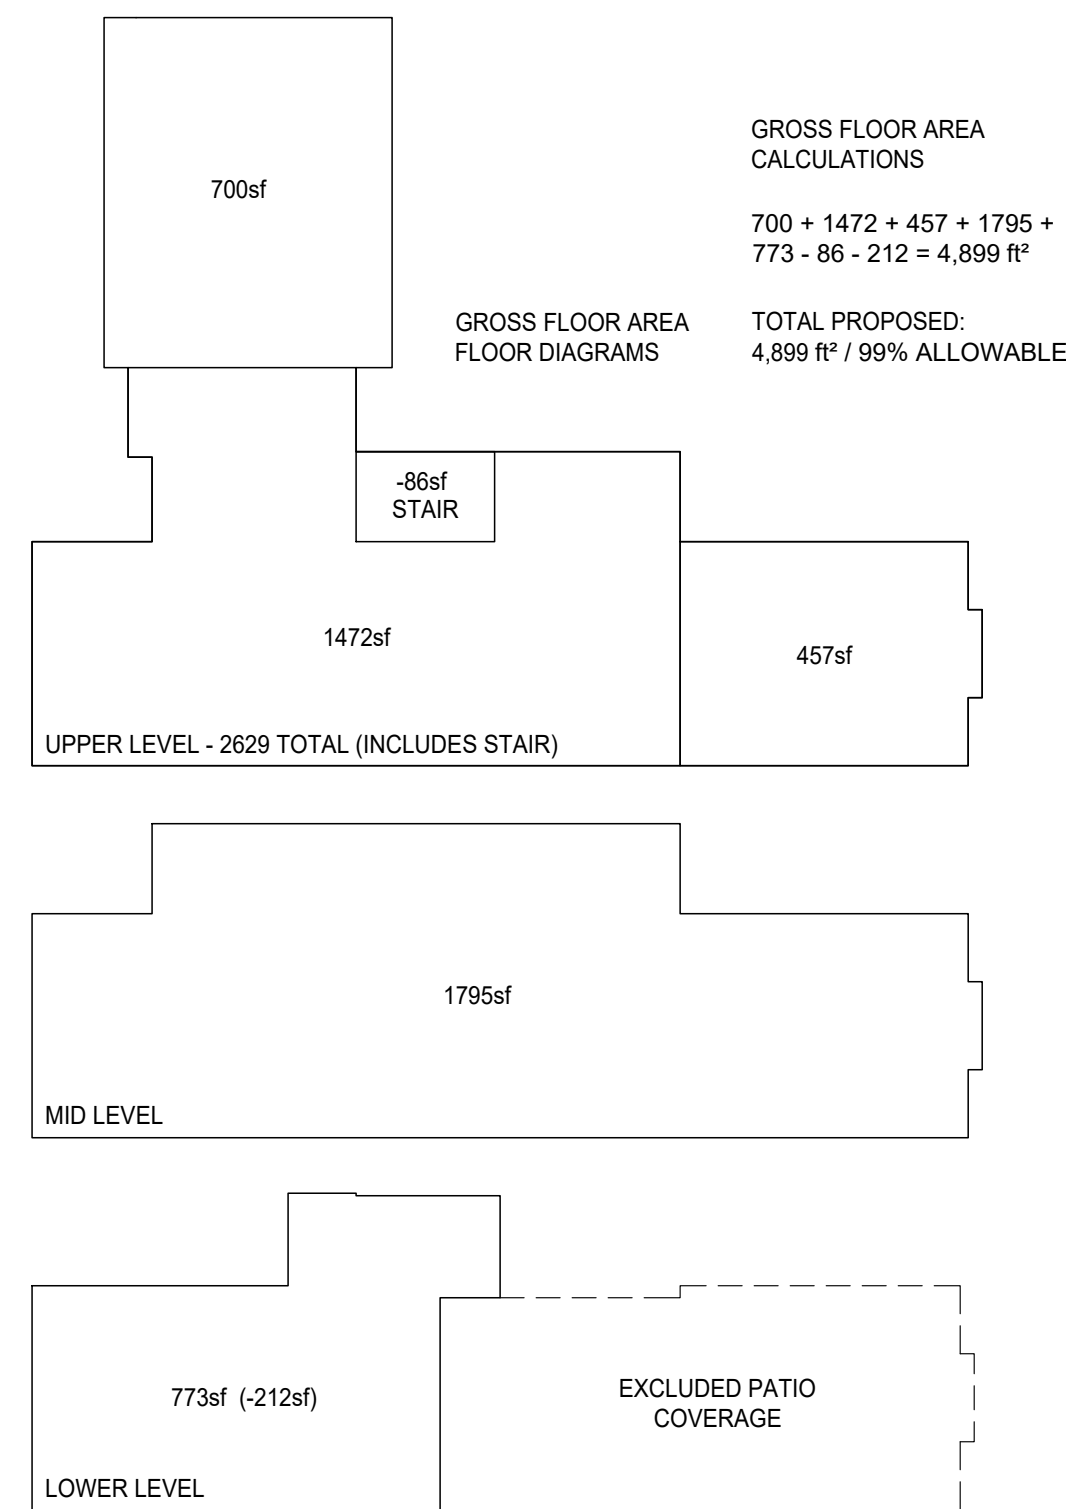 700sf
GROSS FLOOR AREA
CALCULATIONS
700 + 1472 + 457 + 1795 +
773 - 86 - 212 = 4,899 ft²
GROSS FLOOR AREA
FLOOR DIAGRAMS
TOTAL PROPOSED:
4,899 ft² / 99% ALLOWABLE
-86sf
STAIR
1472sf
457sf
UPPER LEVEL - 2629 TOTAL (INCLUDES STAIR)
1795sf
MID LEVEL
773sf (-212sf)
EXCLUDED PATIO
COVERAGE
LOWER LEVEL